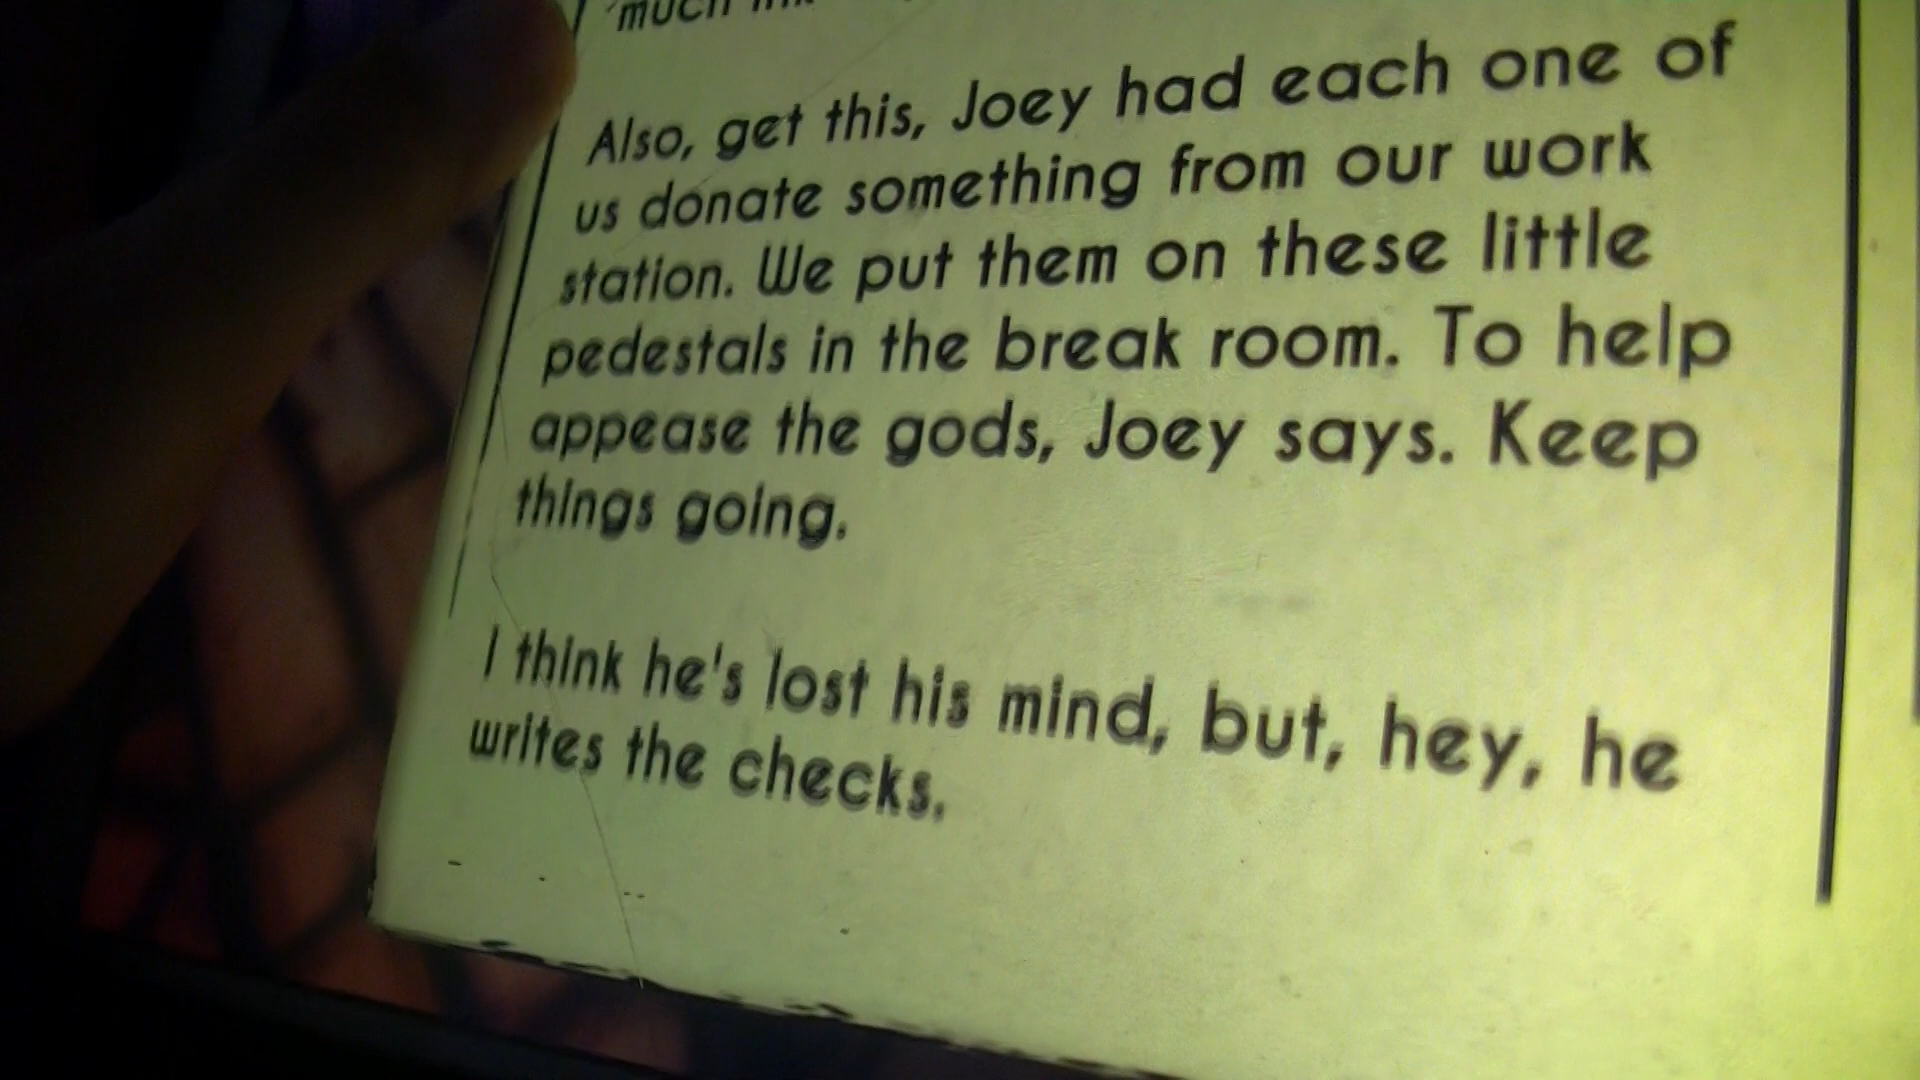 much ink
Also, get this, Joey had each one of
us donate something from our work
station. We put them on these little
pedestals in the break room. To help
appease the gods, Joey says. Keep
things going.
I think he's lost his mind, but, hey, he
writes the checks.